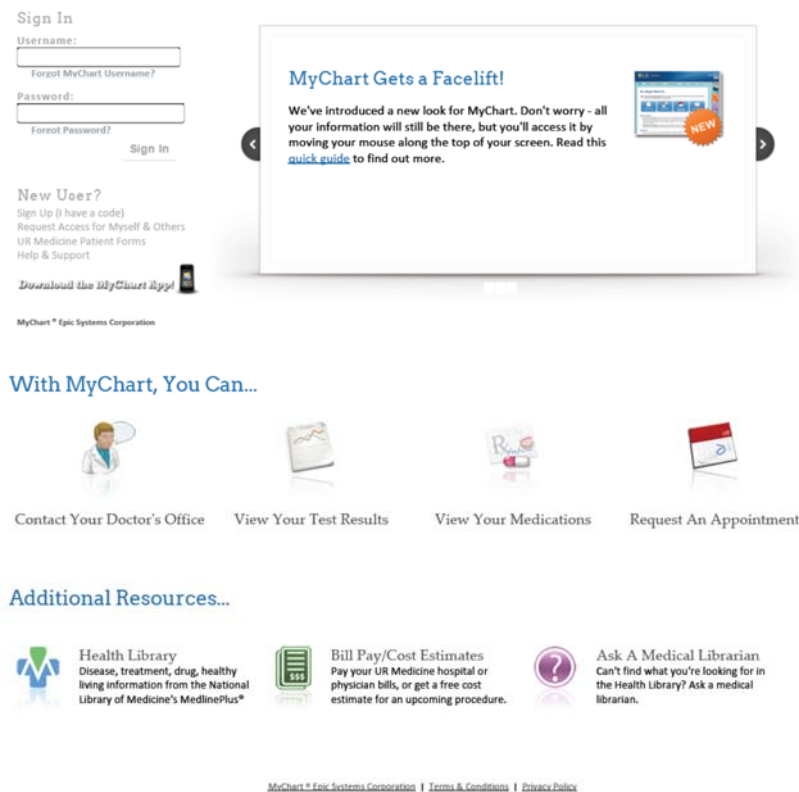 Sign In
Username:
Forgot MyChart Username?
Password:
Forgot Password?
Sign In
New User?
Sign Up (I have a code)
Request Access for Myself & Others
UR Medicine Patient Forms
Help & Support
Download the MyChart App!
MyChart ® Epic Systems Corporation
MyChart Gets a Facelift!
We've introduced a new look for MyChart. Don't worry - all
your information will still be there, but you'll access it by
moving your mouse along the top of your screen. Read this
quick guide to find out more.
NEW
With MyChart, You Can...
Contact Your Doctor's Office
View Your Test Results
View Your Medications
Request An Appointment
Additional Resources...
Health Library
Disease, treatment, drug, healthy
living information from the National
Library of Medicine's MedlinePlus®
$$$
Bill Pay/Cost Estimates
Pay your UR Medicine hospital or
physician bills, or get a free cost
estimate for an upcoming procedure.
?
Ask A Medical Librarian
Can't find what you're looking for in
the Health Library? Ask a medical
librarian.
MyChart ® Epic Systems Corporation | Terms & Conditions | Privacy Policy